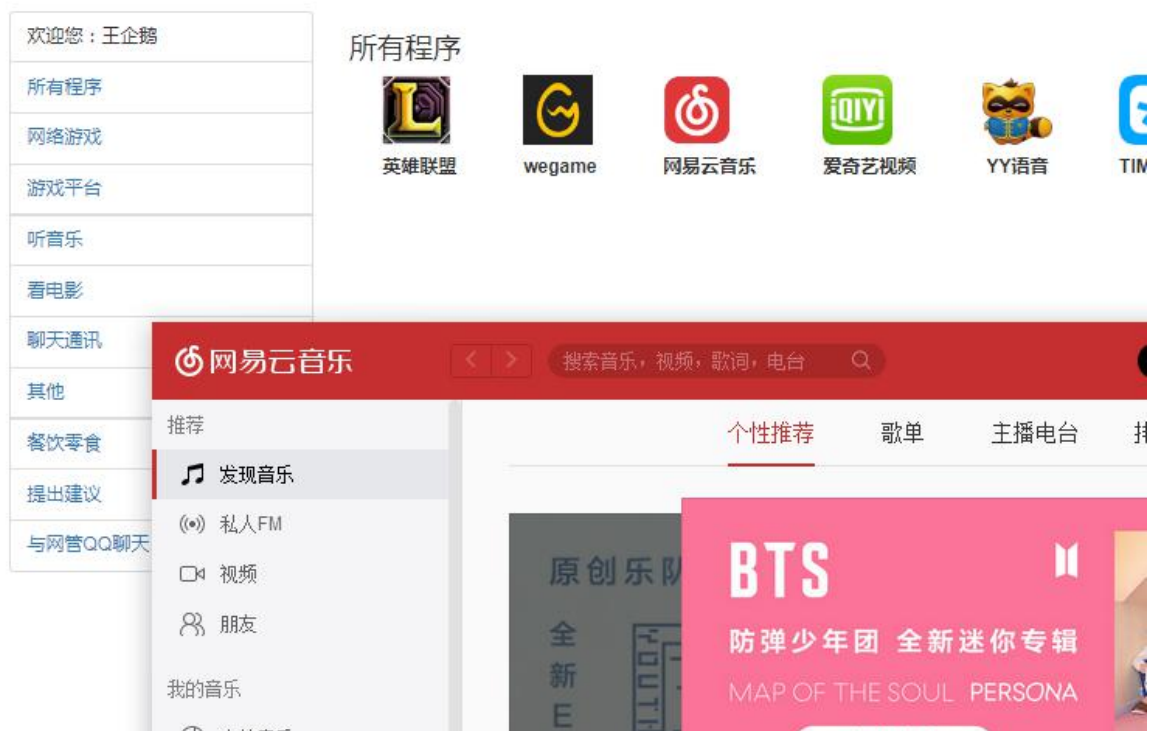 欢迎您：王企鹅
所有程序
网络游戏
游戏平台
听音乐
看电影
聊天通讯
其他
餐饮零食
提出建议
与网管QQ聊天
所有程序
英雄联盟
wegame
网易云音乐
iQIYI
爱奇艺视频
YY语音
TIM
网易云音乐
搜索音乐，视频，歌词，电台
推荐
发现音乐
私人FM
视频
朋友
我的音乐
个性推荐
歌单
主播电台
原创乐队
全新E
BTS
防弹少年团 全新迷你专辑
MAP OF THE SOUL PERSONA